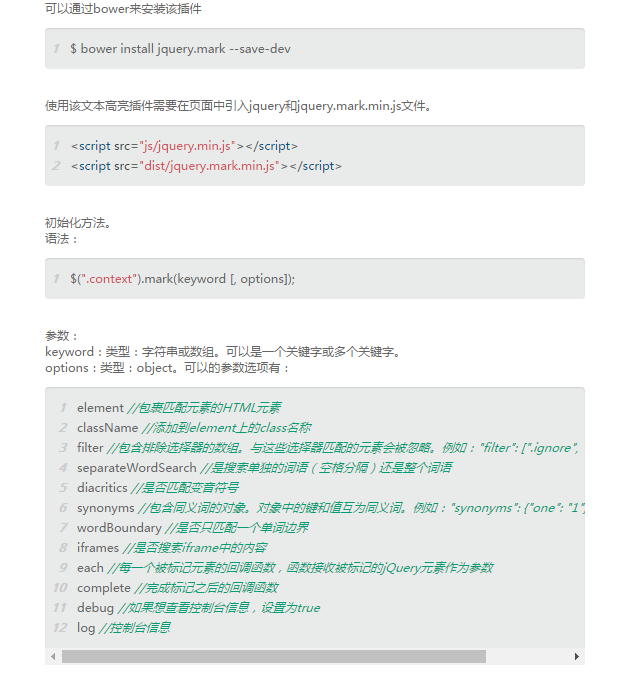 可以通过bower来安装该插件
1 $ bower install jquery.mark --save-dev
使用该文本高亮插件需要在页面中引入jquery和jquery.mark.min.js文件。
1 <script src="js/jquery.min.js"></script>
2 <script src="dist/jquery.mark.min.js"></script>
初始化方法。
语法：
1 $(".context").mark(keyword [, options]);
参数：
keyword：类型：字符串或数组。可以是一个关键字或多个关键字。
options：类型：object。可以的参数选项有：
1 element //包裹匹配元素的HTML元素
2 className //添加到element上的class名称
3 filter //包含排除选择器的数组。与这些选择器匹配的元素会被忽略。例如："filter": [".ignore",
4 separateWordSearch //是搜索单独的词语（空格分隔）还是整个词语
5 diacritics //是否匹配变音符号
6 synonyms //包含同义词的对象。对象中的键和值互为同义词。例如："synonyms": {"one": "1"}
7 wordBoundary //是否只匹配一个单词边界
8 iframes //是否搜索iframe中的内容
9 each //每一个被标记元素的回调函数，函数接收被标记的jQuery元素作为参数
10 complete //完成标记之后的回调函数
11 debug //如果想查看控制台信息，设置为true
12 log //控制台信息